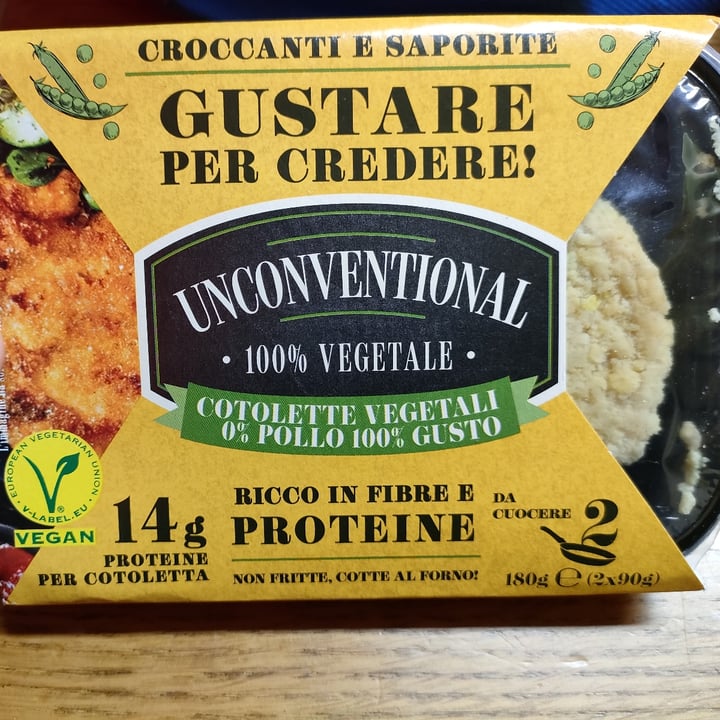 CROCCANTI E SAPORITE
GUSTARE
PER CREDERE!
UNCONVENTIONAL
• 100% VEGETALE •
COTOLETTE VEGETALI
0% POLLO 100% GUSTO
EUROPEAN VEGETARIAN UNION
V-LABEL.EU
VEGAN
14g
PROTEINE
PER COTOLETTA
RICCO IN FIBRE E
PROTEINE
NON FRITTE, COTTE AL FORNO!
DA
CUOCERE
2
180g ℮ (2x90g)